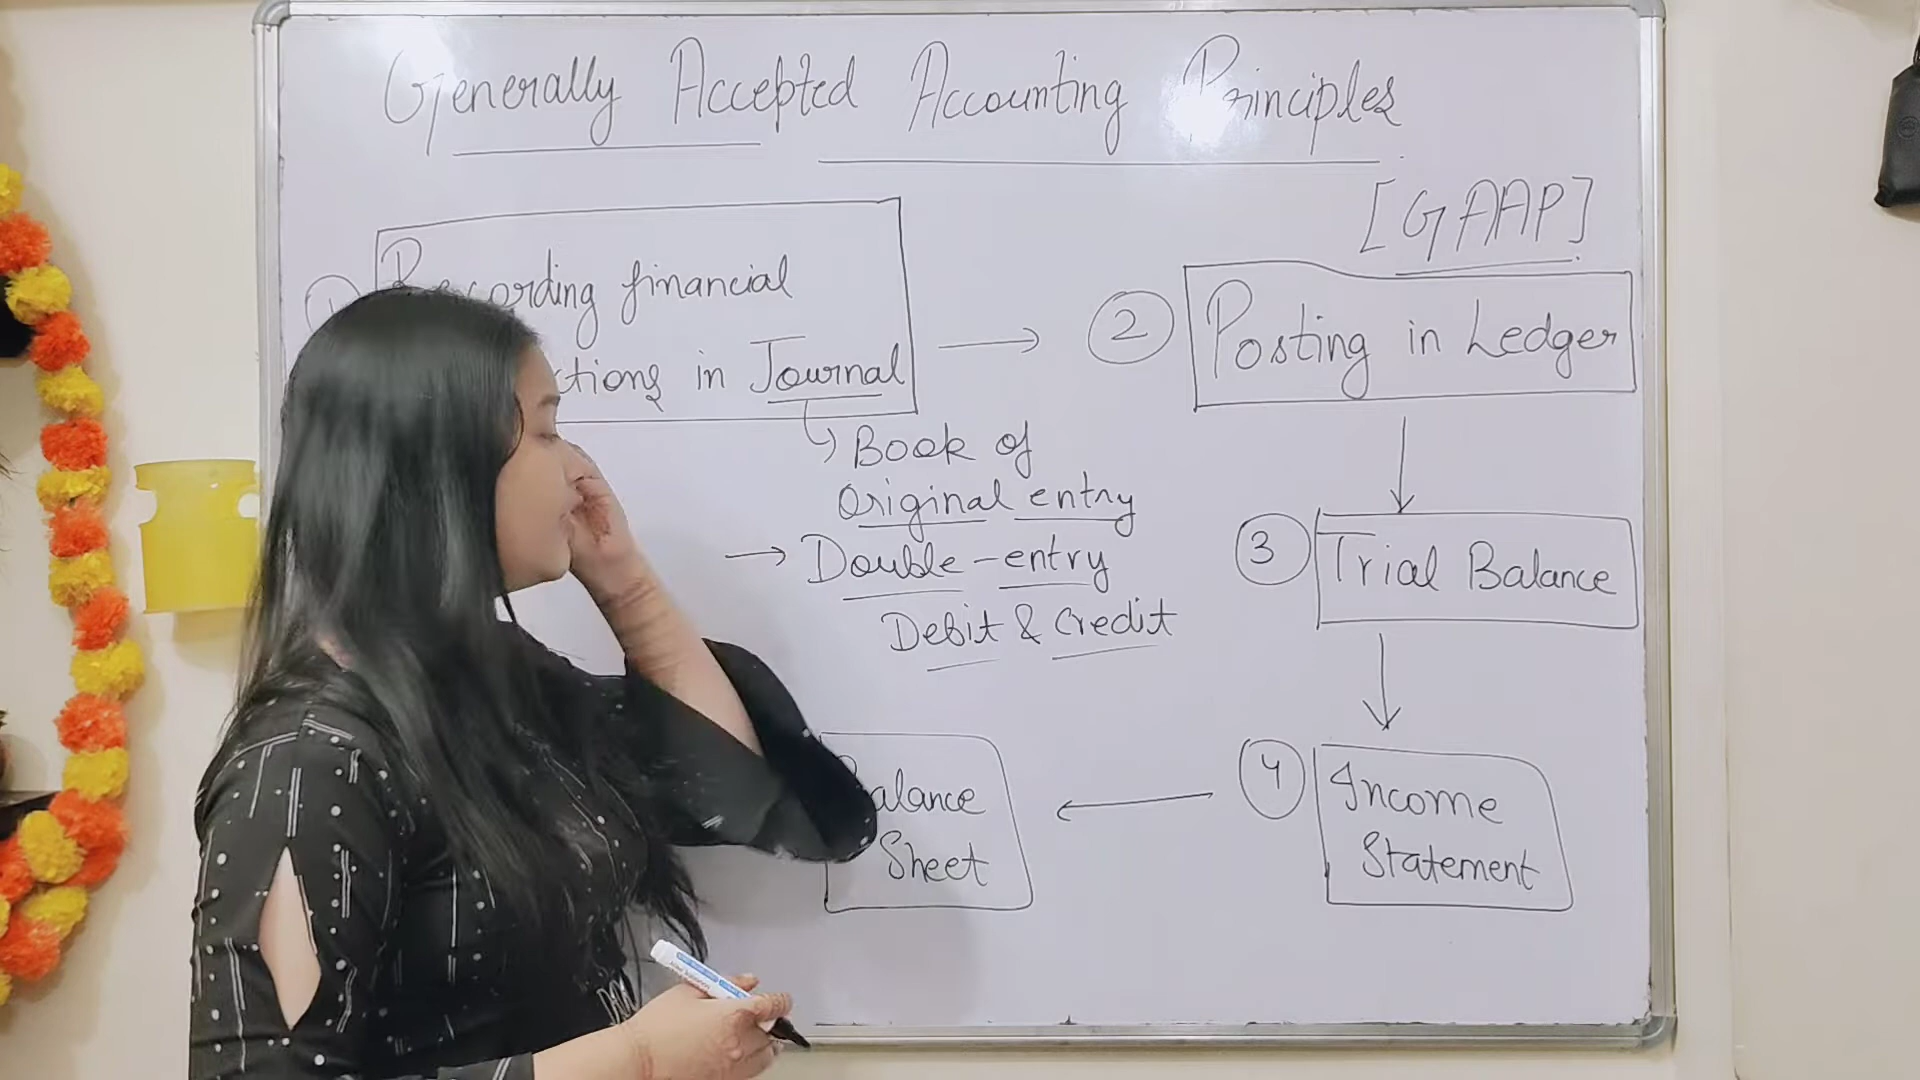 Generally Accepted Accounting Principles
[GAAP]
Recording financial
in Journal
Book of
Original entry
Double-entry
Debit & Credit
2
Posting in Ledger
3
Trial Balance
4
Income
Statement
Sheet